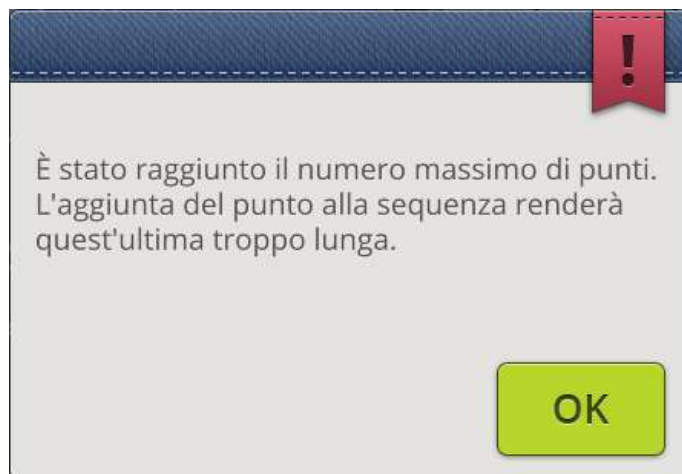 !
È stato raggiunto il numero massimo di punti.
L'aggiunta del punto alla sequenza renderà
quest'ultima troppo lunga.
OK